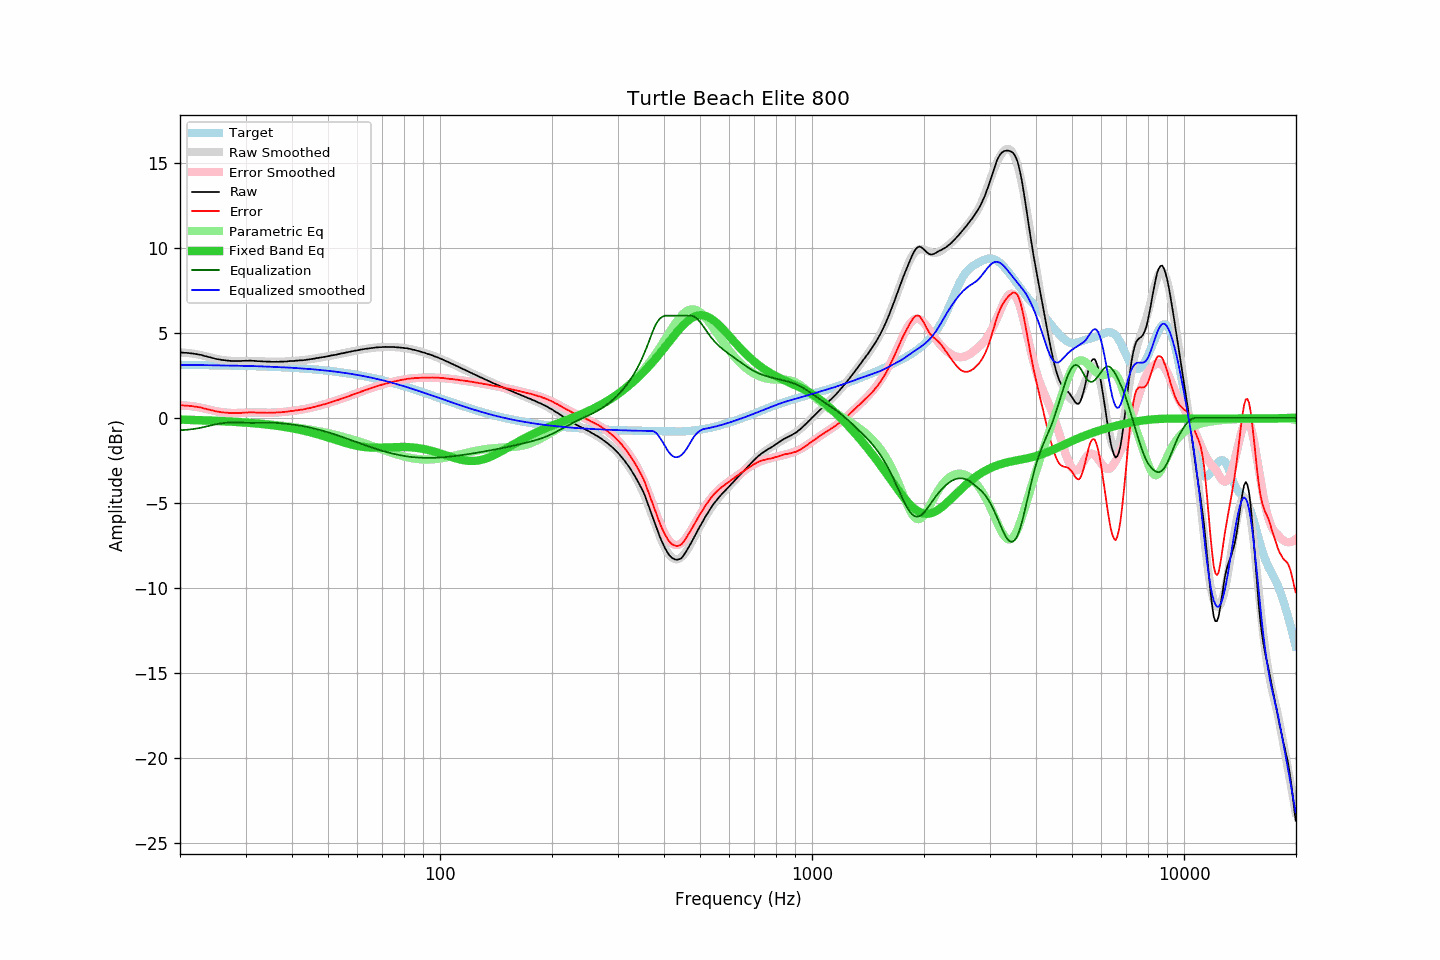 Turtle Beach Elite 800
Target
Raw Smoothed
Error Smoothed
Raw
Error
Parametric Eq
Fixed Band Eq
Equalization
Equalized smoothed
15
10
5
0
−5
−10
−15
−20
−25
Amplitude (dBr)
100
1000
10000
Frequency (Hz)